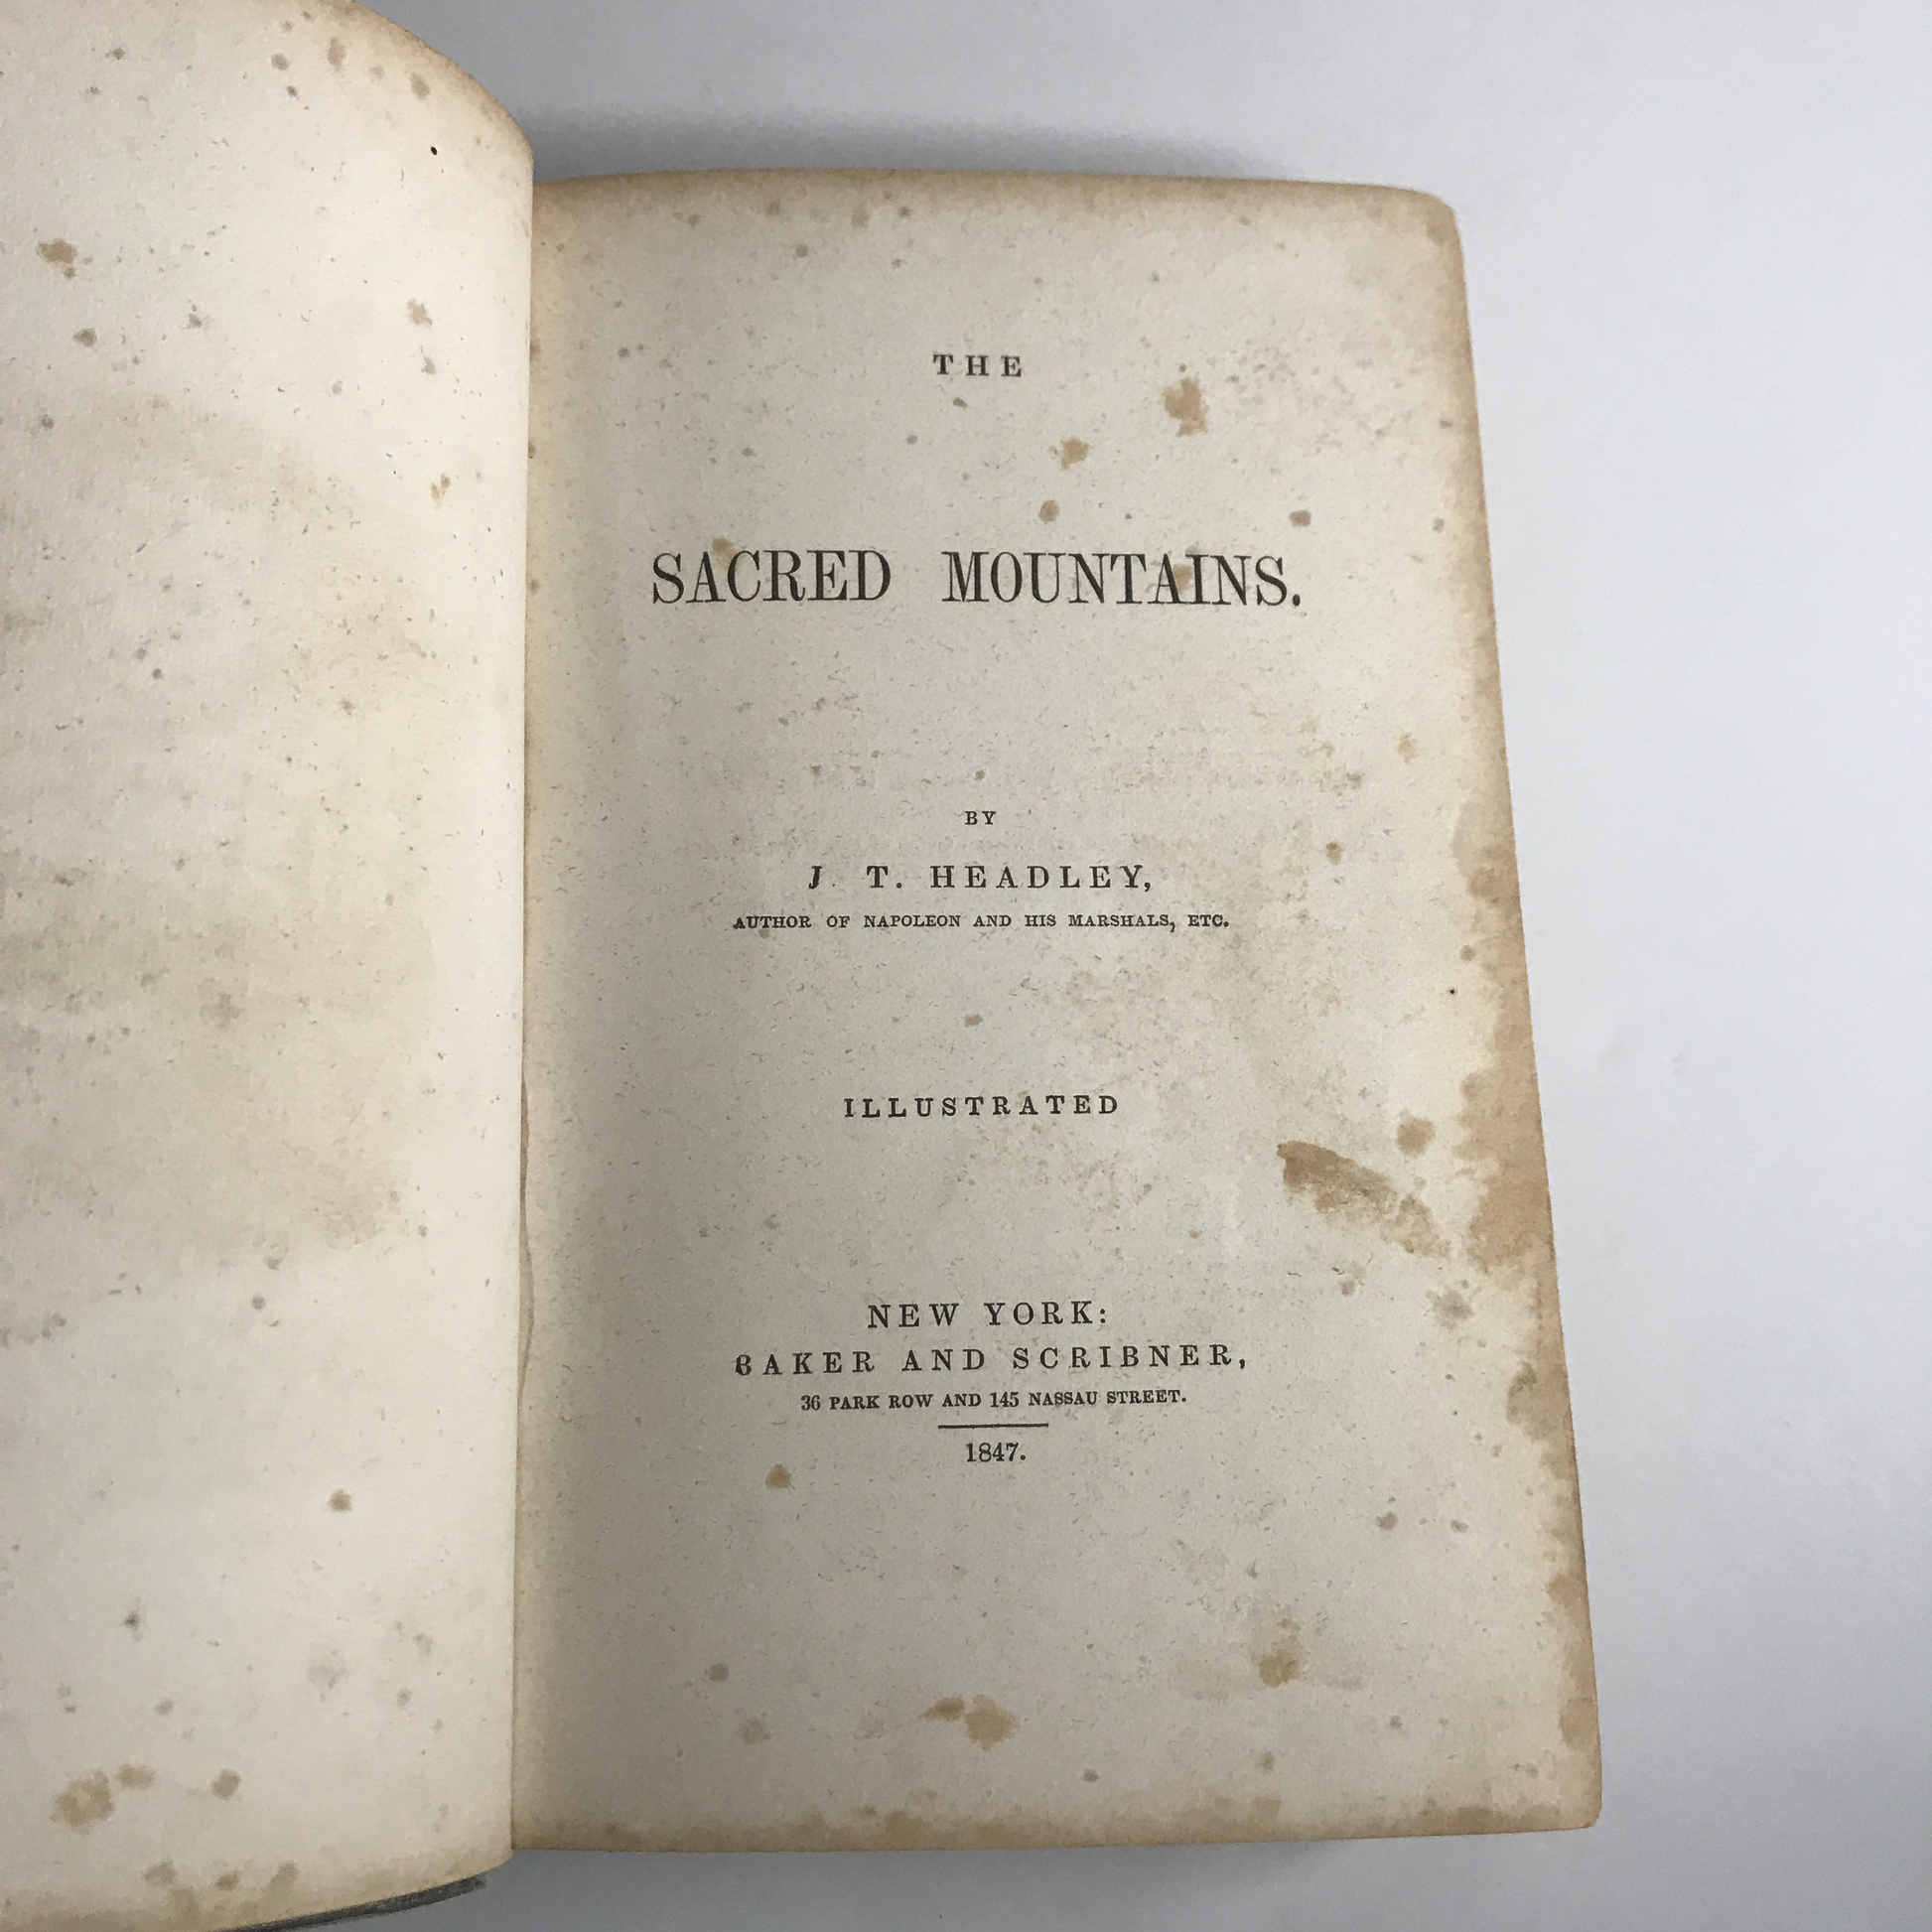 THE
SACRED MOUNTAINS.
BY
J. T. HEADLEY,
AUTHOR OF NAPOLEON AND HIS MARSHALS, ETC.
ILLUSTRATED
NEW YORK:
BAKER AND SCRIBNER,
36 PARK ROW AND 145 NASSAU STREET.
1847.